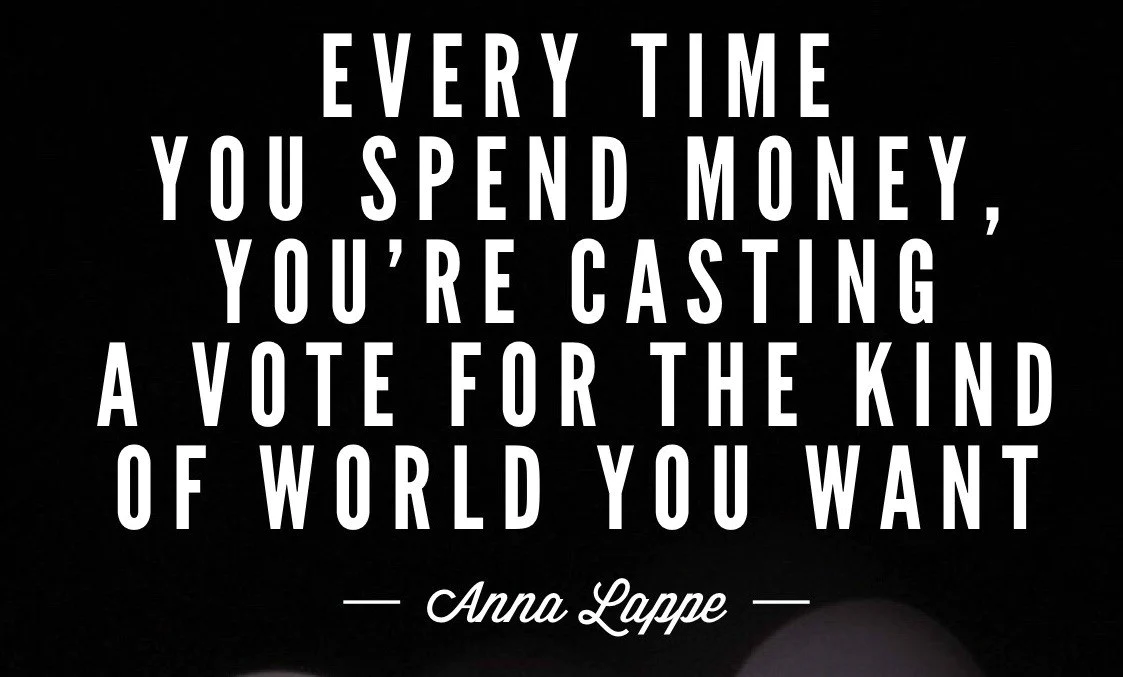 EVERY TIME
YOU SPEND MONEY,
YOU’RE CASTING
A VOTE FOR THE KIND
OF WORLD YOU WANT
— Anna Lappe —